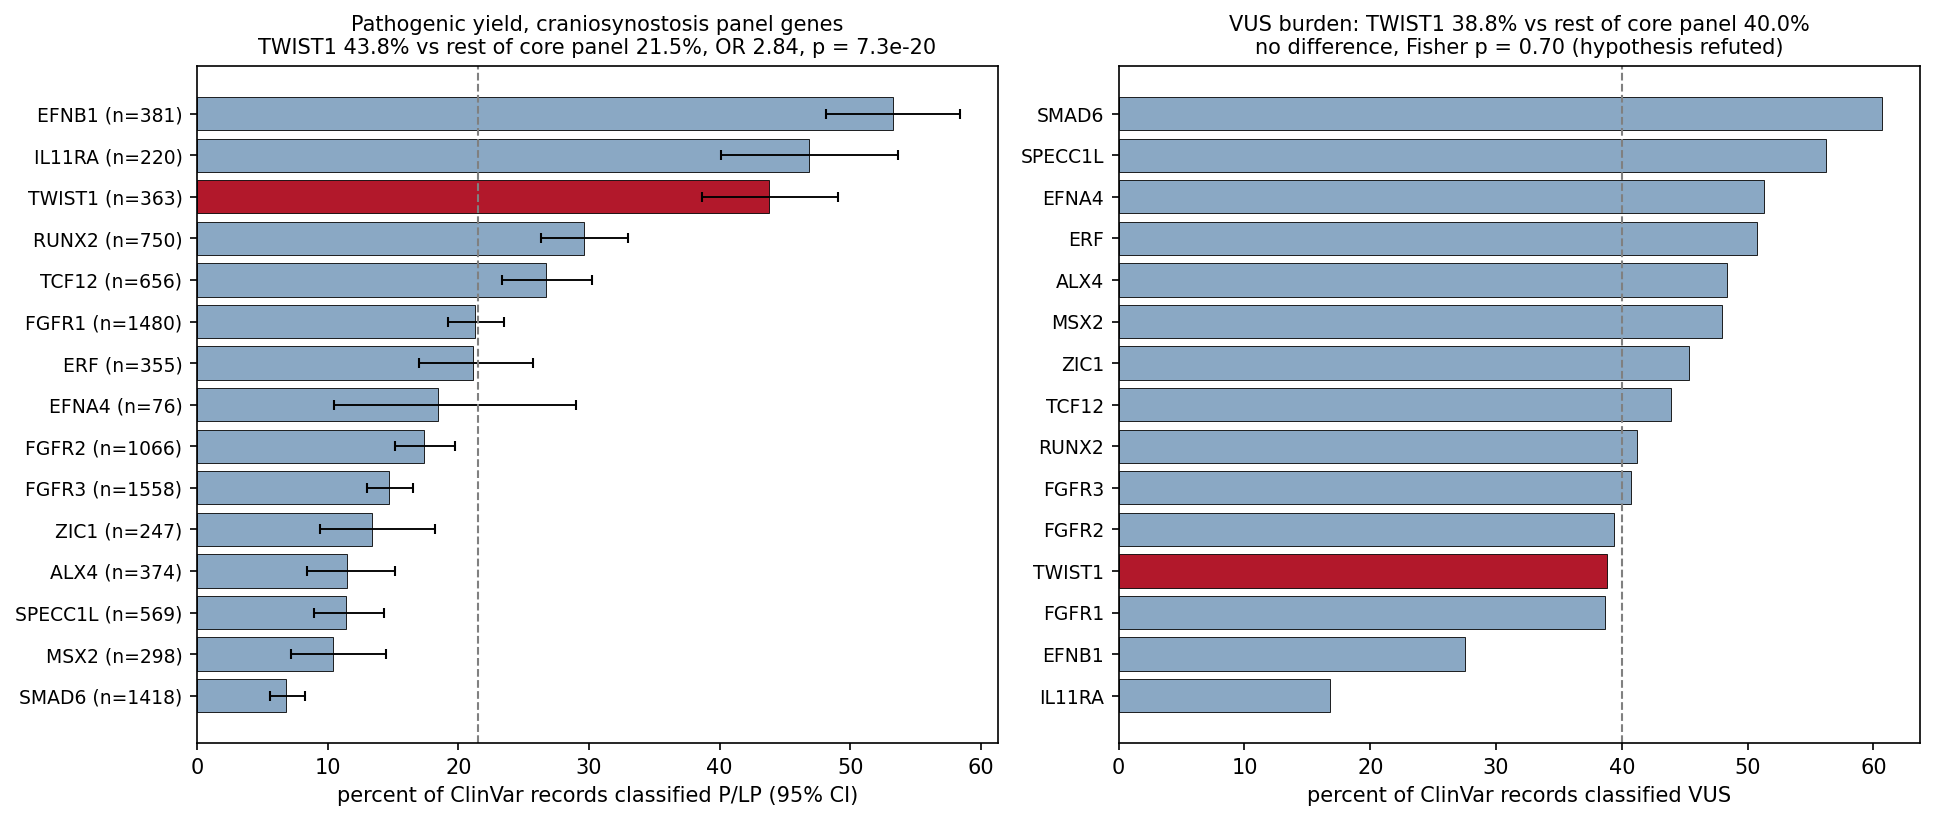 Pathogenic yield, craniosynostosis panel genes
TWIST1 43.8% vs rest of core panel 21.5%, OR 2.84, p = 7.3e-20
EFNB1 (n=381)
IL11RA (n=220)
TWIST1 (n=363)
RUNX2 (n=750)
TCF12 (n=656)
FGFR1 (n=1480)
ERF (n=355)
EFNA4 (n=76)
FGFR2 (n=1066)
FGFR3 (n=1558)
ZIC1 (n=247)
ALX4 (n=374)
SPECC1L (n=569)
MSX2 (n=298)
SMAD6 (n=1418)
0 10 20 30 40 50 60
percent of ClinVar records classified P/LP (95% CI)
VUS burden: TWIST1 38.8% vs rest of core panel 40.0%
no difference, Fisher p = 0.70 (hypothesis refuted)
SMAD6
SPECC1L
EFNA4
ERF
ALX4
MSX2
ZIC1
TCF12
RUNX2
FGFR3
FGFR2
TWIST1
FGFR1
EFNB1
IL11RA
0 10 20 30 40 50 60
percent of ClinVar records classified VUS